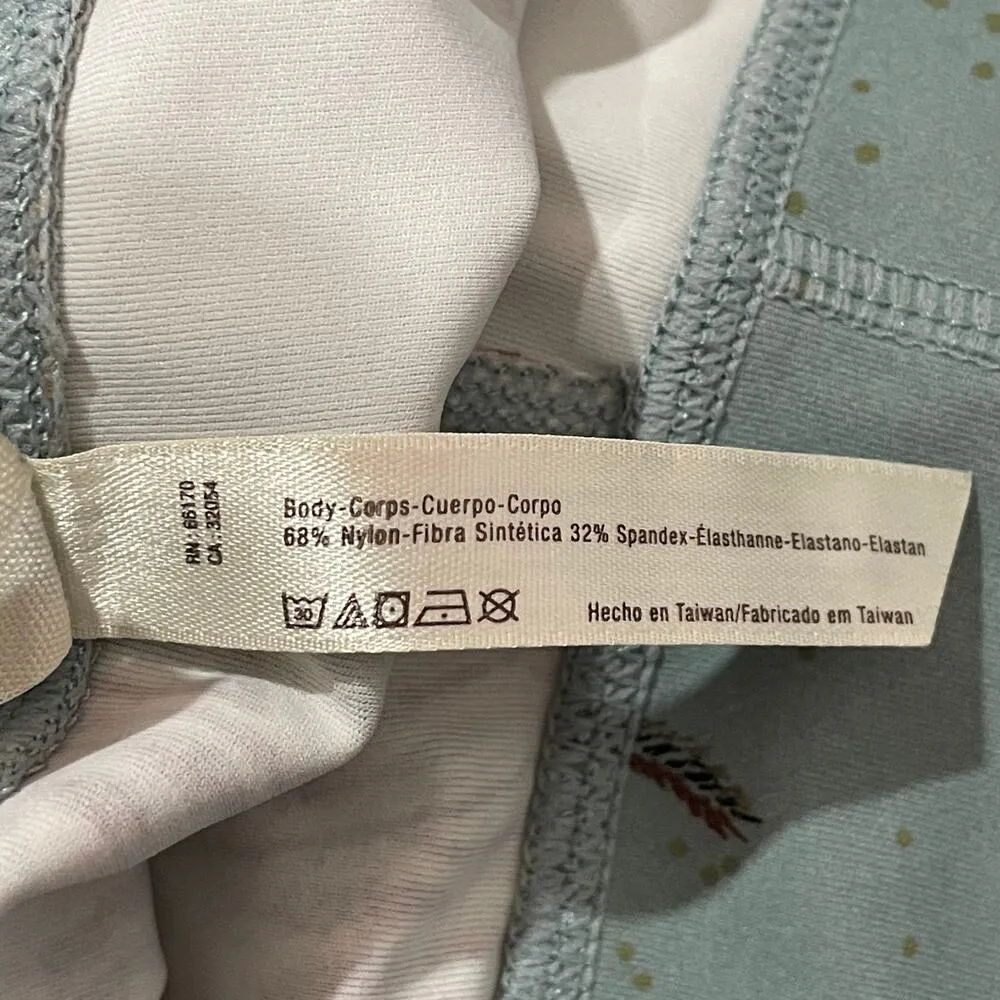 RN: 66170
CA: 32054
Body-Corps-Cuerpo-Corpo
68% Nylon-Fibra Sintética 32% Spandex-Élasthanne-Elastano-Elastan
30
Hecho en Taiwan/Fabricado em Taiwan